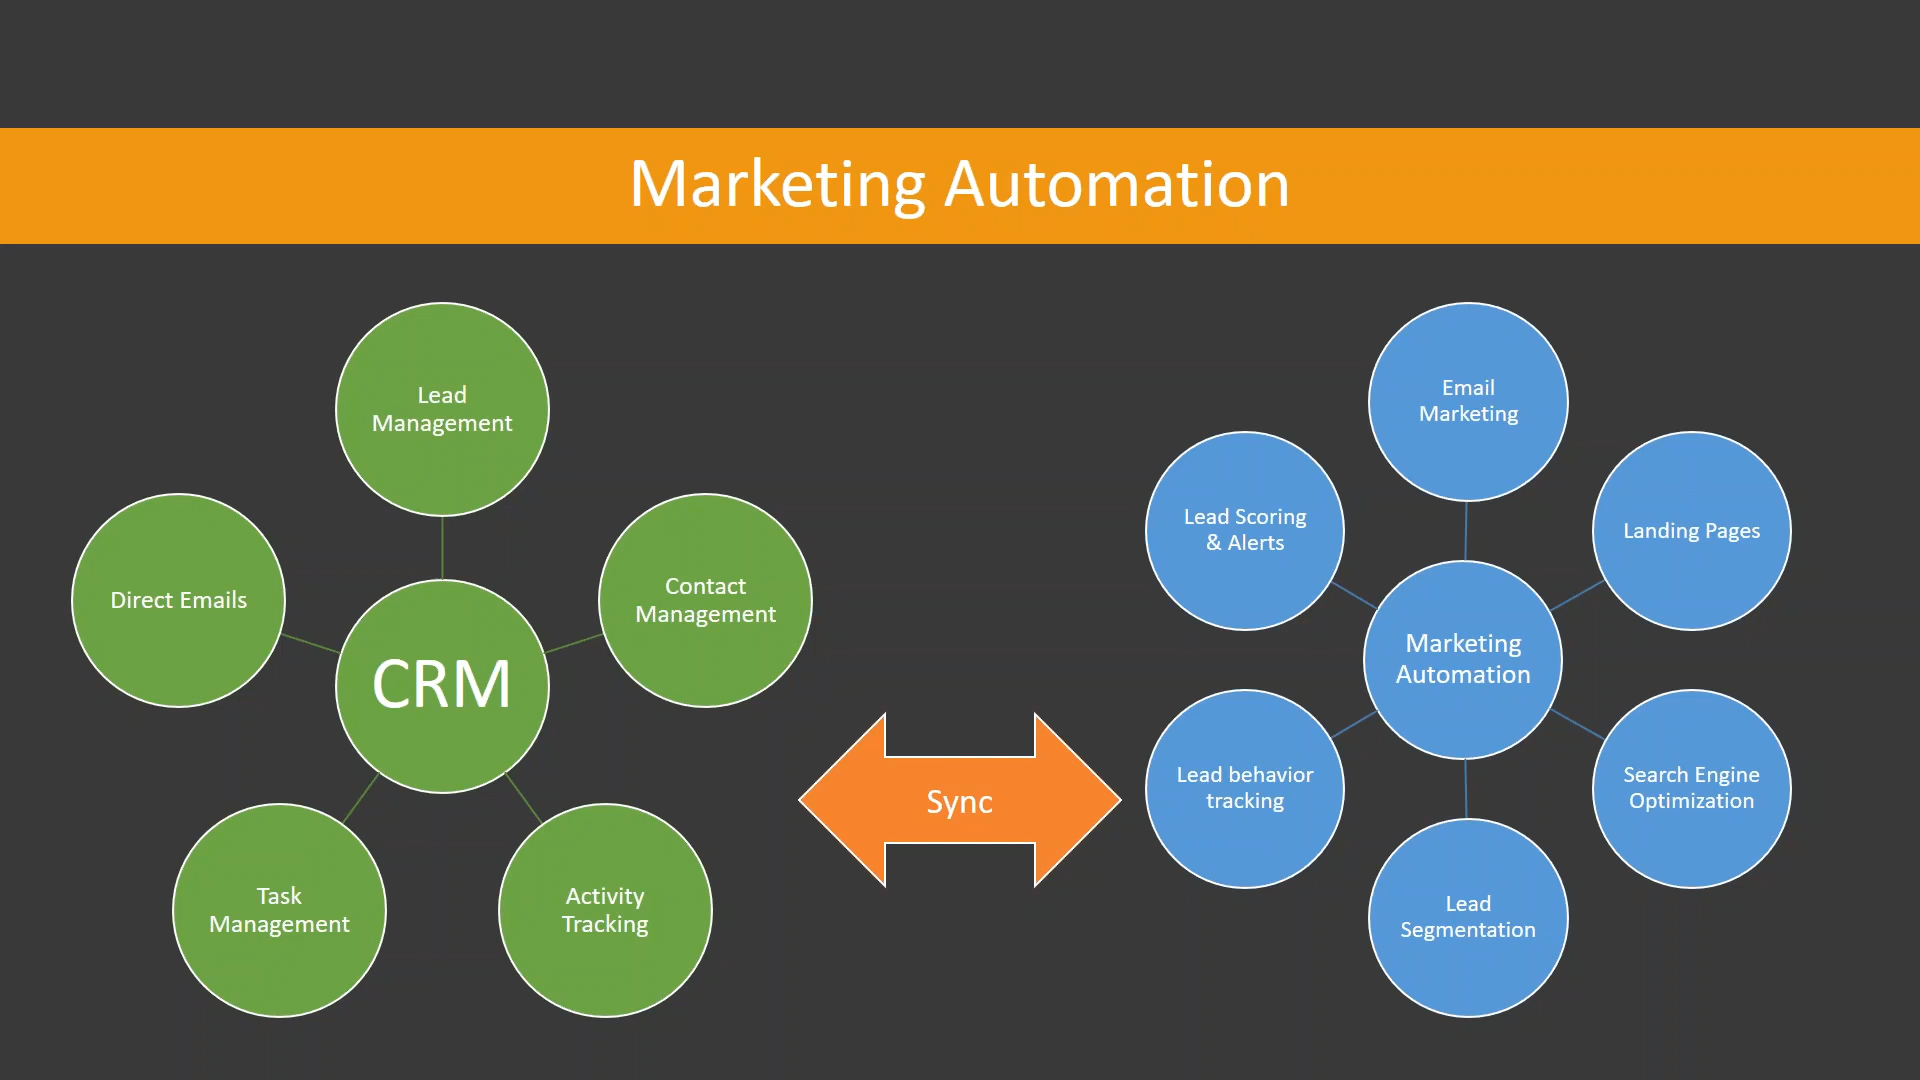 Marketing Automation
Lead
Management
Direct Emails
Contact
Management
CRM
Task
Management
Activity
Tracking
Sync
Email
Marketing
Lead Scoring
& Alerts
Landing Pages
Marketing
Automation
Lead behavior
tracking
Search Engine
Optimization
Lead
Segmentation